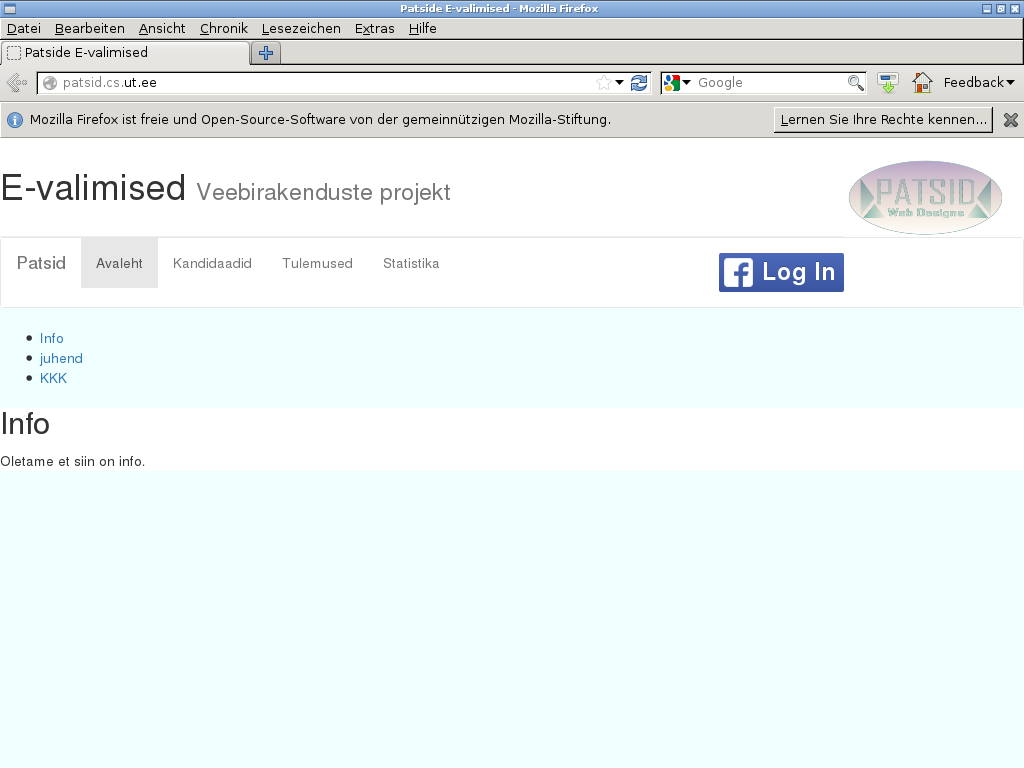 Patside E-valimised - Mozilla Firefox
Datei Bearbeiten Ansicht Chronik Lesezeichen Extras Hilfe
Patside E-valimised
patsid.cs.ut.ee Google Feedback
Mozilla Firefox ist freie und Open-Source-Software von der gemeinnützigen Mozilla-Stiftung. Lernen Sie Ihre Rechte kennen...
E-valimised Veebirakenduste projekt
PATSID
Web Designs
Patsid Avaleht Kandidaadid Tulemused Statistika Log In
Info
juhend
KKK
Info
Oletame et siin on info.